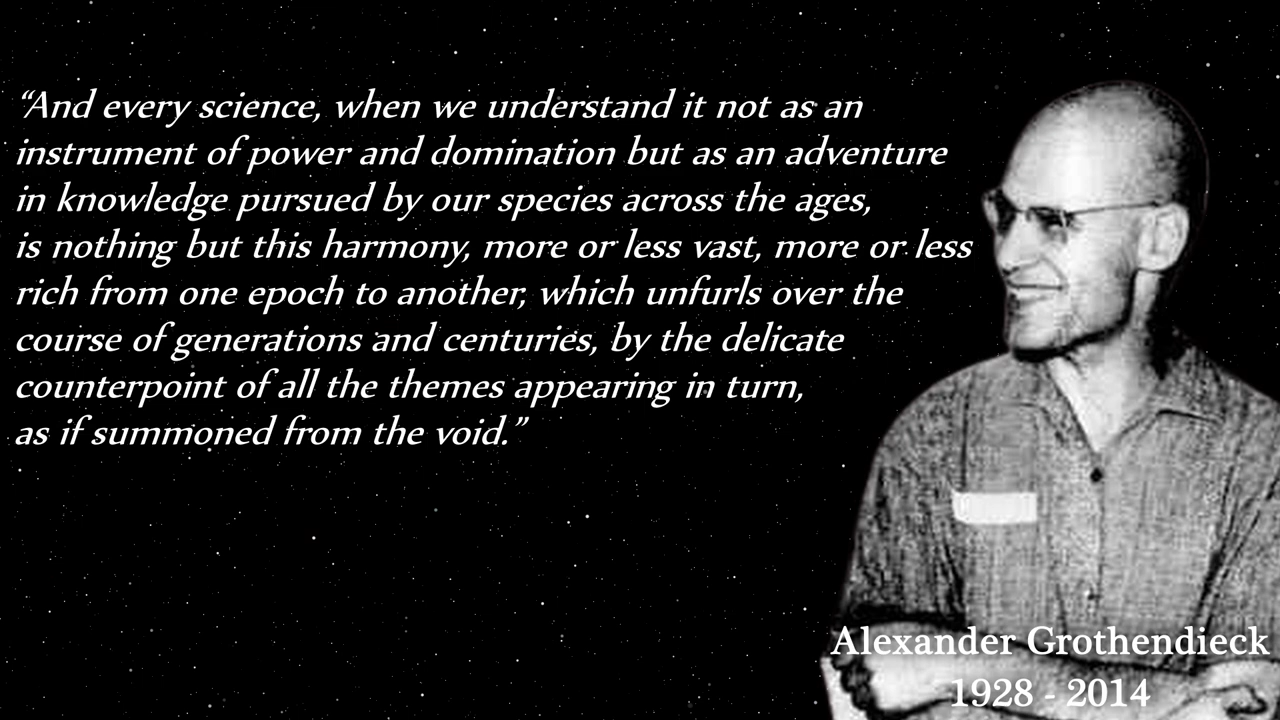 “And every science, when we understand it not as an
instrument of power and domination but as an adventure
in knowledge pursued by our species across the ages,
is nothing but this harmony, more or less vast, more or less
rich from one epoch to another, which unfurls over the
course of generations and centuries, by the delicate
counterpoint of all the themes appearing in turn,
as if summoned from the void.”
Alexander Grothendieck
1928 - 2014